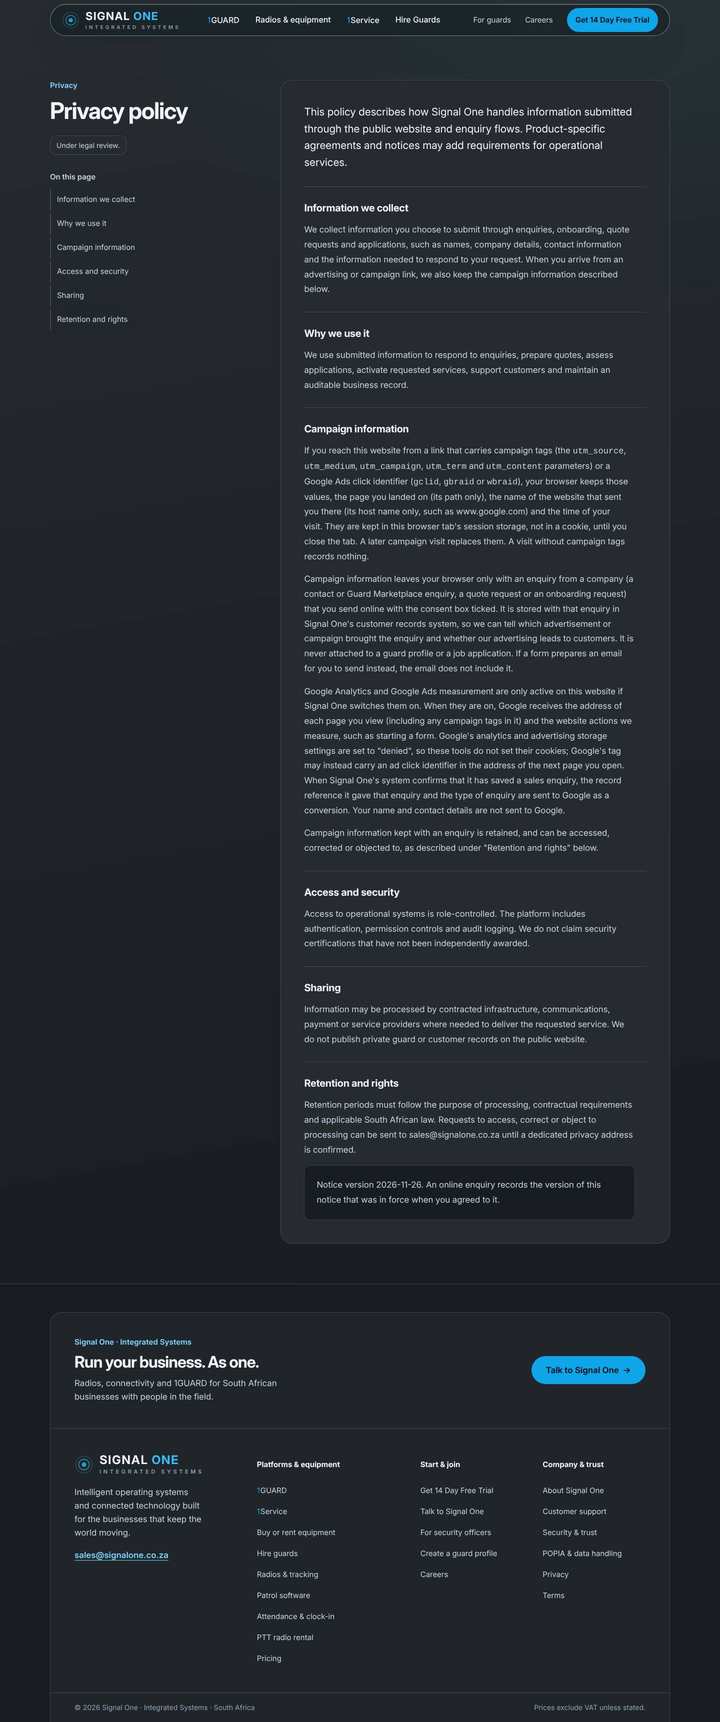 SIGNAL ONE
INTEGRATED SYSTEMS
1GUARD
Radios & equipment
1Service
Hire Guards
For guards
Careers
Get 14 Day Free Trial
Privacy
Privacy policy
Under legal review.
On this page
Information we collect
Why we use it
Campaign information
Access and security
Sharing
Retention and rights
This policy describes how Signal One handles information submitted
through the public website and enquiry flows. Product-specific
agreements and notices may add requirements for operational
services.
Information we collect
We collect information you choose to submit through enquiries, onboarding, quote
requests and applications, such as names, company details, contact information
and the information needed to respond to your request. When you arrive from an
advertising or campaign link, we also keep the campaign information described
below.
Why we use it
We use submitted information to respond to enquiries, prepare quotes, assess
applications, activate requested services, support customers and maintain an
auditable business record.
Campaign information
If you reach this website from a link that carries campaign tags (the utm_source,
utm_medium, utm_campaign, utm_term and utm_content parameters) or a
Google Ads click identifier (gclid, gbraid or wbraid), your browser keeps those
values, the page you landed on (its path only), the name of the website that sent
you there (its host name only, such as www.google.com) and the time of your
visit. They are kept in this browser tab's session storage, not in a cookie, until you
close the tab. A later campaign visit replaces them. A visit without campaign tags
records nothing.
Campaign information leaves your browser only with an enquiry from a company (a
contact or Guard Marketplace enquiry, a quote request or an onboarding request)
that you send online with the consent box ticked. It is stored with that enquiry in
Signal One's customer records system, so we can tell which advertisement or
campaign brought the enquiry and whether our advertising leads to customers. It is
never attached to a guard profile or a job application. If a form prepares an email
for you to send instead, the email does not include it.
Google Analytics and Google Ads measurement are only active on this website if
Signal One switches them on. When they are on, Google receives the address of
each page you view (including any campaign tags in it) and the website actions we
measure, such as starting a form. Google's analytics and advertising storage
settings are set to "denied", so these tools do not set their cookies; Google's tag
may instead carry an ad click identifier in the address of the next page you open.
When Signal One's system confirms that it has saved a sales enquiry, the record
reference it gave that enquiry and the type of enquiry are sent to Google as a
conversion. Your name and contact details are not sent to Google.
Campaign information kept with an enquiry is retained, and can be accessed,
corrected or objected to, as described under "Retention and rights" below.
Access and security
Access to operational systems is role-controlled. The platform includes
authentication, permission controls and audit logging. We do not claim security
certifications that have not been independently awarded.
Sharing
Information may be processed by contracted infrastructure, communications,
payment or service providers where needed to deliver the requested service. We
do not publish private guard or customer records on the public website.
Retention and rights
Retention periods must follow the purpose of processing, contractual requirements
and applicable South African law. Requests to access, correct or object to
processing can be sent to sales@signalone.co.za until a dedicated privacy address
is confirmed.
Notice version 2026-11-26. An online enquiry records the version of this
notice that was in force when you agreed to it.
Signal One · Integrated Systems
Run your business. As one.
Radios, connectivity and 1GUARD for South African
businesses with people in the field.
Talk to Signal One →
SIGNAL ONE
INTEGRATED SYSTEMS
Intelligent operating systems
and connected technology built
for the businesses that keep the
world moving.
sales@signalone.co.za
Platforms & equipment
1GUARD
1Service
Buy or rent equipment
Hire guards
Radios & tracking
Patrol software
Attendance & clock-in
PTT radio rental
Pricing
Start & join
Get 14 Day Free Trial
Talk to Signal One
For security officers
Create a guard profile
Careers
Company & trust
About Signal One
Customer support
Security & trust
POPIA & data handling
Privacy
Terms
© 2026 Signal One · Integrated Systems · South Africa
Prices exclude VAT unless stated.